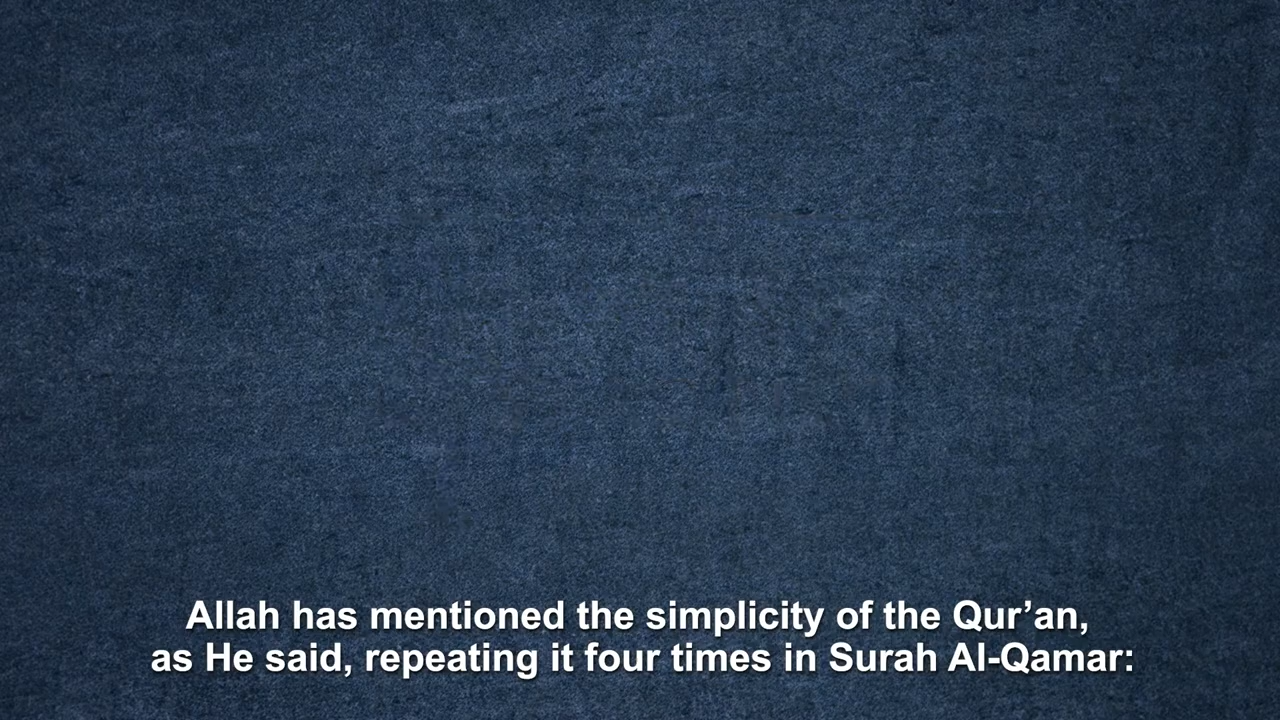 Allah has mentioned the simplicity of the Qur’an,
as He said, repeating it four times in Surah Al-Qamar: